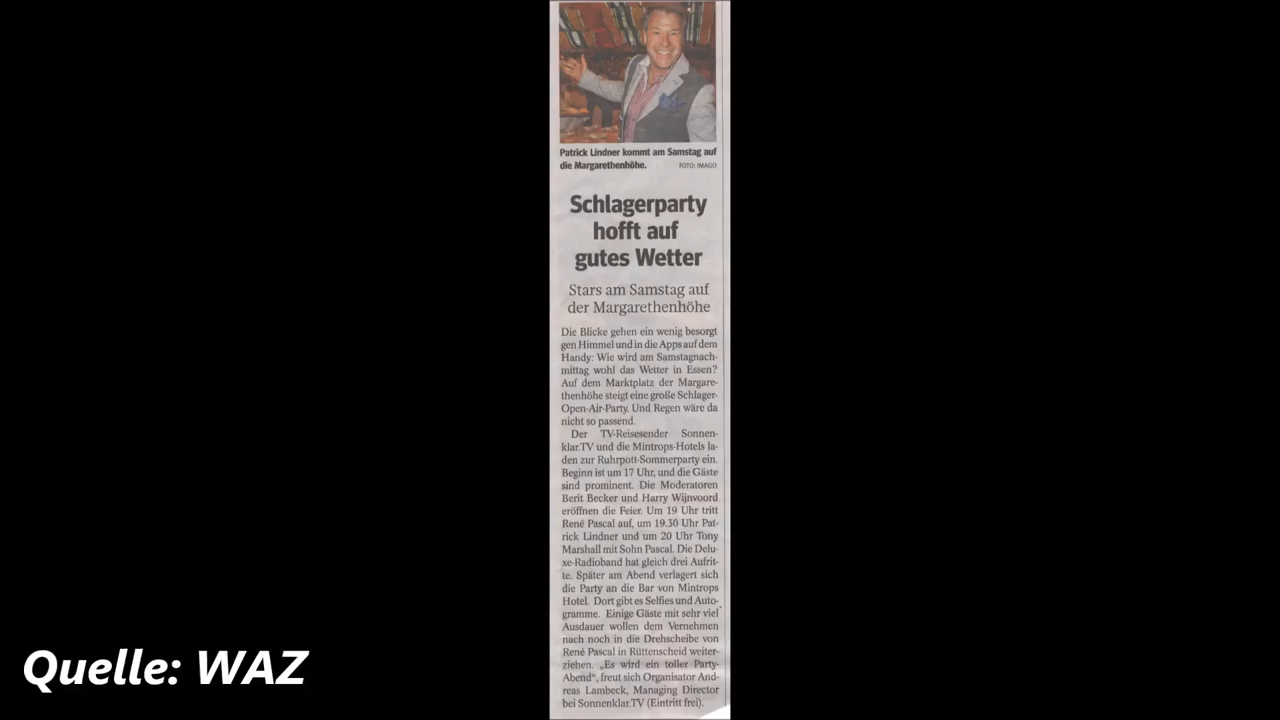 Patrick Lindner kommt am Samstag auf
die Margarethenhöhe.
FOTO: IMAGO
Schlagerparty
hofft auf
gutes Wetter
Stars am Samstag auf
der Margarethenhöhe
Die Blicke gehen ein wenig besorgt
gen Himmel und in die Apps auf dem
Handy: Wie wird am Samstagnach-
mittag wohl das Wetter in Essen?
Auf dem Marktplatz der Margare-
thenhöhe steigt eine große Schlager-
Open-Air-Party. Und Regen wäre da
nicht so passend.
Der TV-Reisesender Sonnen-
klar.TV und die Mintrops-Hotels la-
den zur Ruhrpott-Sommerparty ein.
Beginn ist um 17 Uhr, und die Gäste
sind prominent. Die Moderatoren
Berit Becker und Harry Wijnvoord
eröffnen die Feier. Um 19 Uhr tritt
René Pascal auf, um 19.30 Uhr Pat-
rick Lindner und um 20 Uhr Tony
Marshall mit Sohn Pascal. Die Delu-
xe-Radioband hat gleich drei Auftrit-
te. Später am Abend verlagert sich
die Party an die Bar von Mintrops
Hotel. Dort gibt es Selfies und Auto-
gramme. Einige Gäste mit sehr viel
Ausdauer wollen dem Vernehmen
nach noch in die Drehscheibe von
René Pascal in Rüttenscheid weiter-
ziehen. „Es wird ein toller Party-
Abend“, freut sich Organisator And-
reas Lambeck, Managing Director
bei Sonnenklar.TV (Eintritt frei).
Quelle: WAZ